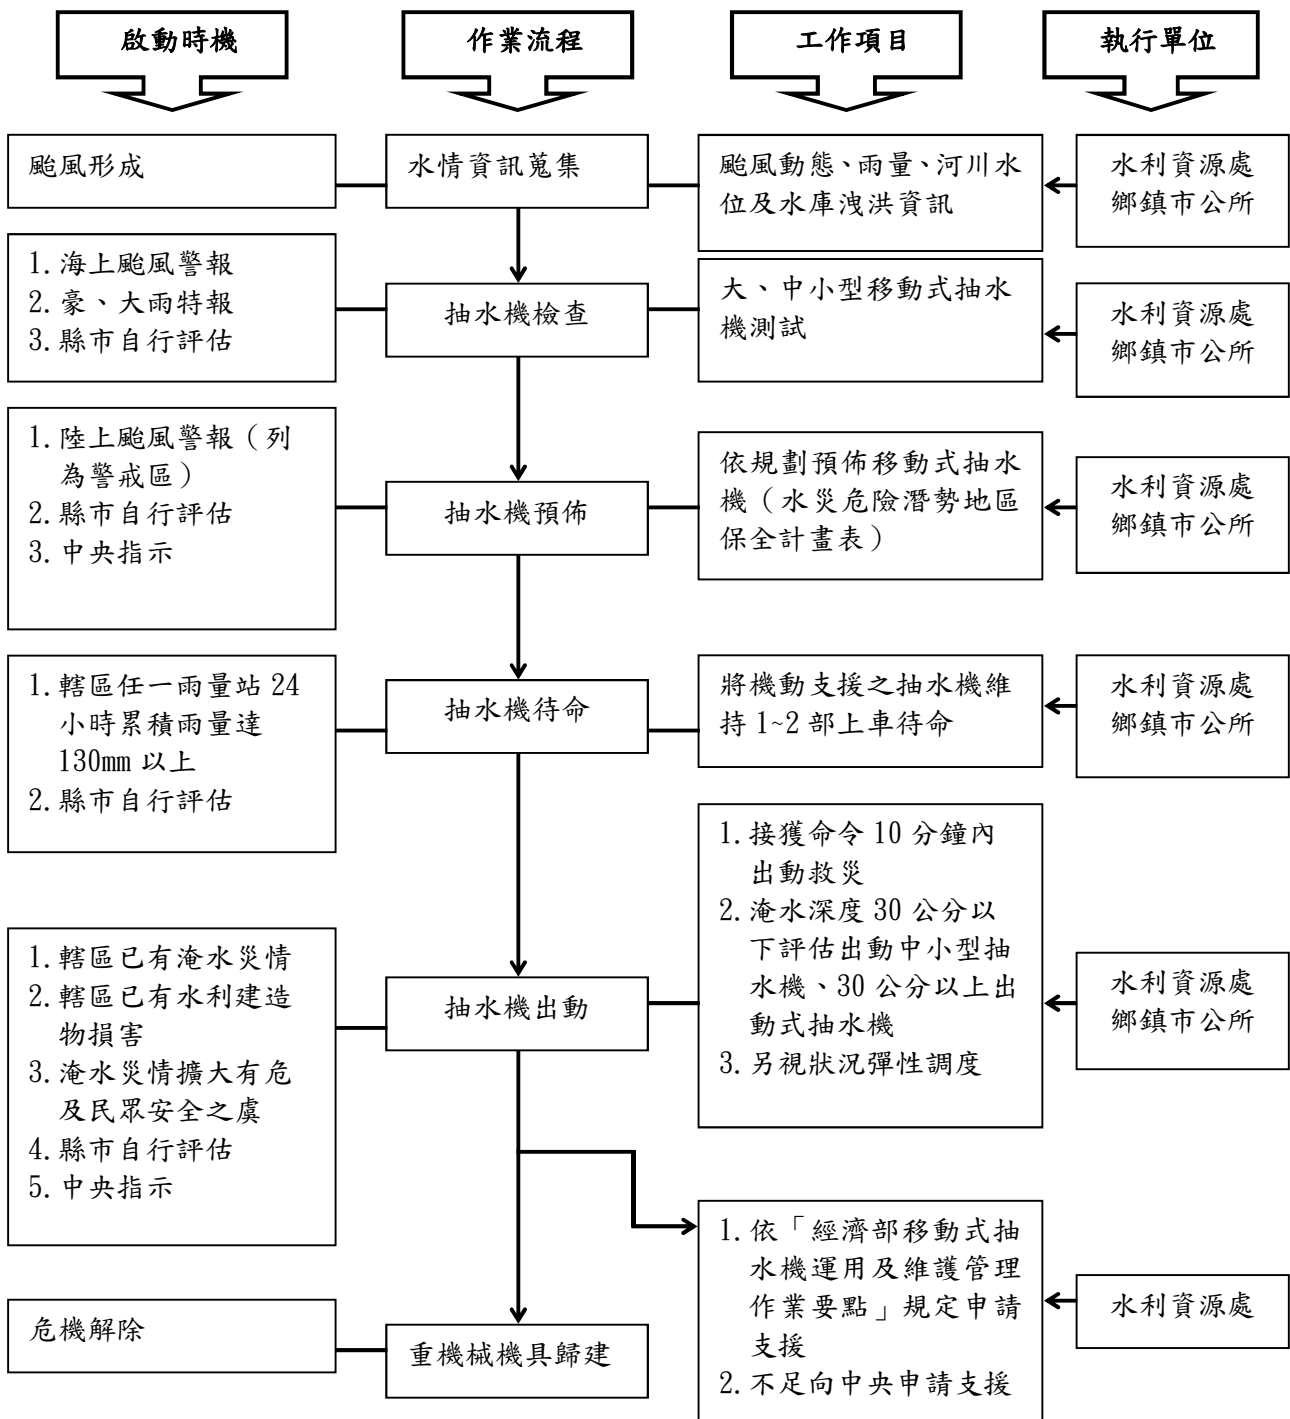 啟動時機
作業流程
工作項目
執行單位
颱風形成
水情資訊蒐集
颱風動態、雨量、河川水
位及水庫洩洪資訊
水利資源處
鄉鎮市公所
1.海上颱風警報
2.豪、大雨特報
3.縣市自行評估
抽水機檢查
大、中小型移動式抽水
機測試
水利資源處
鄉鎮市公所
1.陸上颱風警報（列
為警戒區）
2.縣市自行評估
3.中央指示
抽水機預佈
依規劃預佈移動式抽水
機（水災危險潛勢地區
保全計畫表）
水利資源處
鄉鎮市公所
1.轄區任一雨量站 24
小時累積雨量達
130mm 以上
2.縣市自行評估
抽水機待命
將機動支援之抽水機維
持 1~2 部上車待命
水利資源處
鄉鎮市公所
1.轄區已有淹水災情
2.轄區已有水利建造
物損害
3.淹水災情擴大有危
及民眾安全之虞
4.縣市自行評估
5.中央指示
抽水機出動
1.接獲命令 10 分鐘內
出動救災
2.淹水深度 30 公分以
下評估出動中小型抽
水機、30 公分以上出
動式抽水機
3.另視狀況彈性調度
水利資源處
鄉鎮市公所
1.依「經濟部移動式抽
水機運用及維護管理
作業要點」規定申請
支援
2.不足向中央申請支援
水利資源處
危機解除
重機械機具歸建